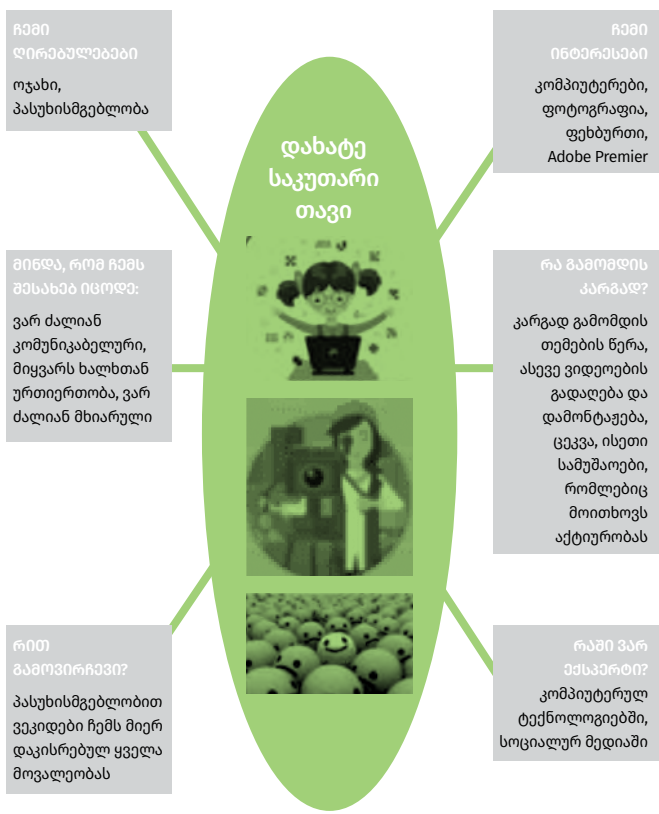 ჩემი
ღირებულებები
ოჯახი,
პასუხისმგებლობა
ჩემი
ინტერესები
კომპიუტერები,
ფოტოგრაფია,
ფეხბურთი,
Adobe Premier
დახატე
საკუთარი
თავი
მინდა, რომ ჩემს
შესახებ იცოდე:
ვარ ძალიან
კომუნიკაბელური,
მიყვარს ხალხთან
ურთიერთობა, ვარ
ძალიან მხიარული
რა გამომდის
კარგად?
კარგად გამომდის
თემების წერა,
ასევე ვიდეოების
გადაღება და
დამონტაჟება,
ცეკვა, ისეთი
სამუშაოები,
რომლებიც
მოითხოვს
აქტიურობას
რით
გამოვირჩევი?
პასუხისმგებლობით
ვეკიდები ჩემს მიერ
დაკისრებულ ყველა
მოვალეობას
რაში ვარ
ექსპერტი?
კომპიუტერულ
ტექნოლოგიებში,
სოციალურ მედიაში